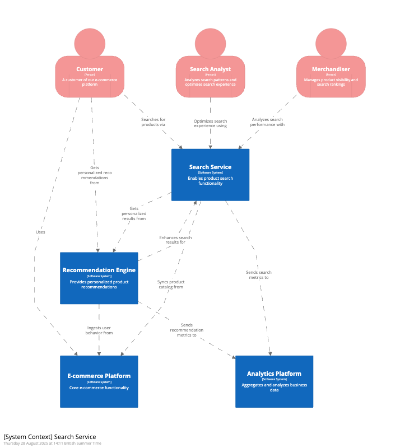 Customer
[Person]
A customer of our ecommerce
platform
Search Analyst
[Person]
Analyzes search patterns and
optimizes search experience
Merchandiser
[Person]
Manages product visibility and
search rankings
Searches for
products via
Optimizes search
experience using
Analyzes search
performance with
Search Service
[Software System]
Enables product search
functionality
Gets
personalized
recommendations
from
Gets
personalized
results from
Uses
Enhances search
results for
Sends search
metrics to
Recommendation Engine
[Software System]
Provides personalized product
recommendations
Syncs product
catalog from
Imports user
behavior from
Sends
recommendation
metrics to
E-commerce Platform
[Software System]
Core ecommerce functionality
Analytics Platform
[Software System]
Aggregates and analyzes business
data
[System Context] Search Service